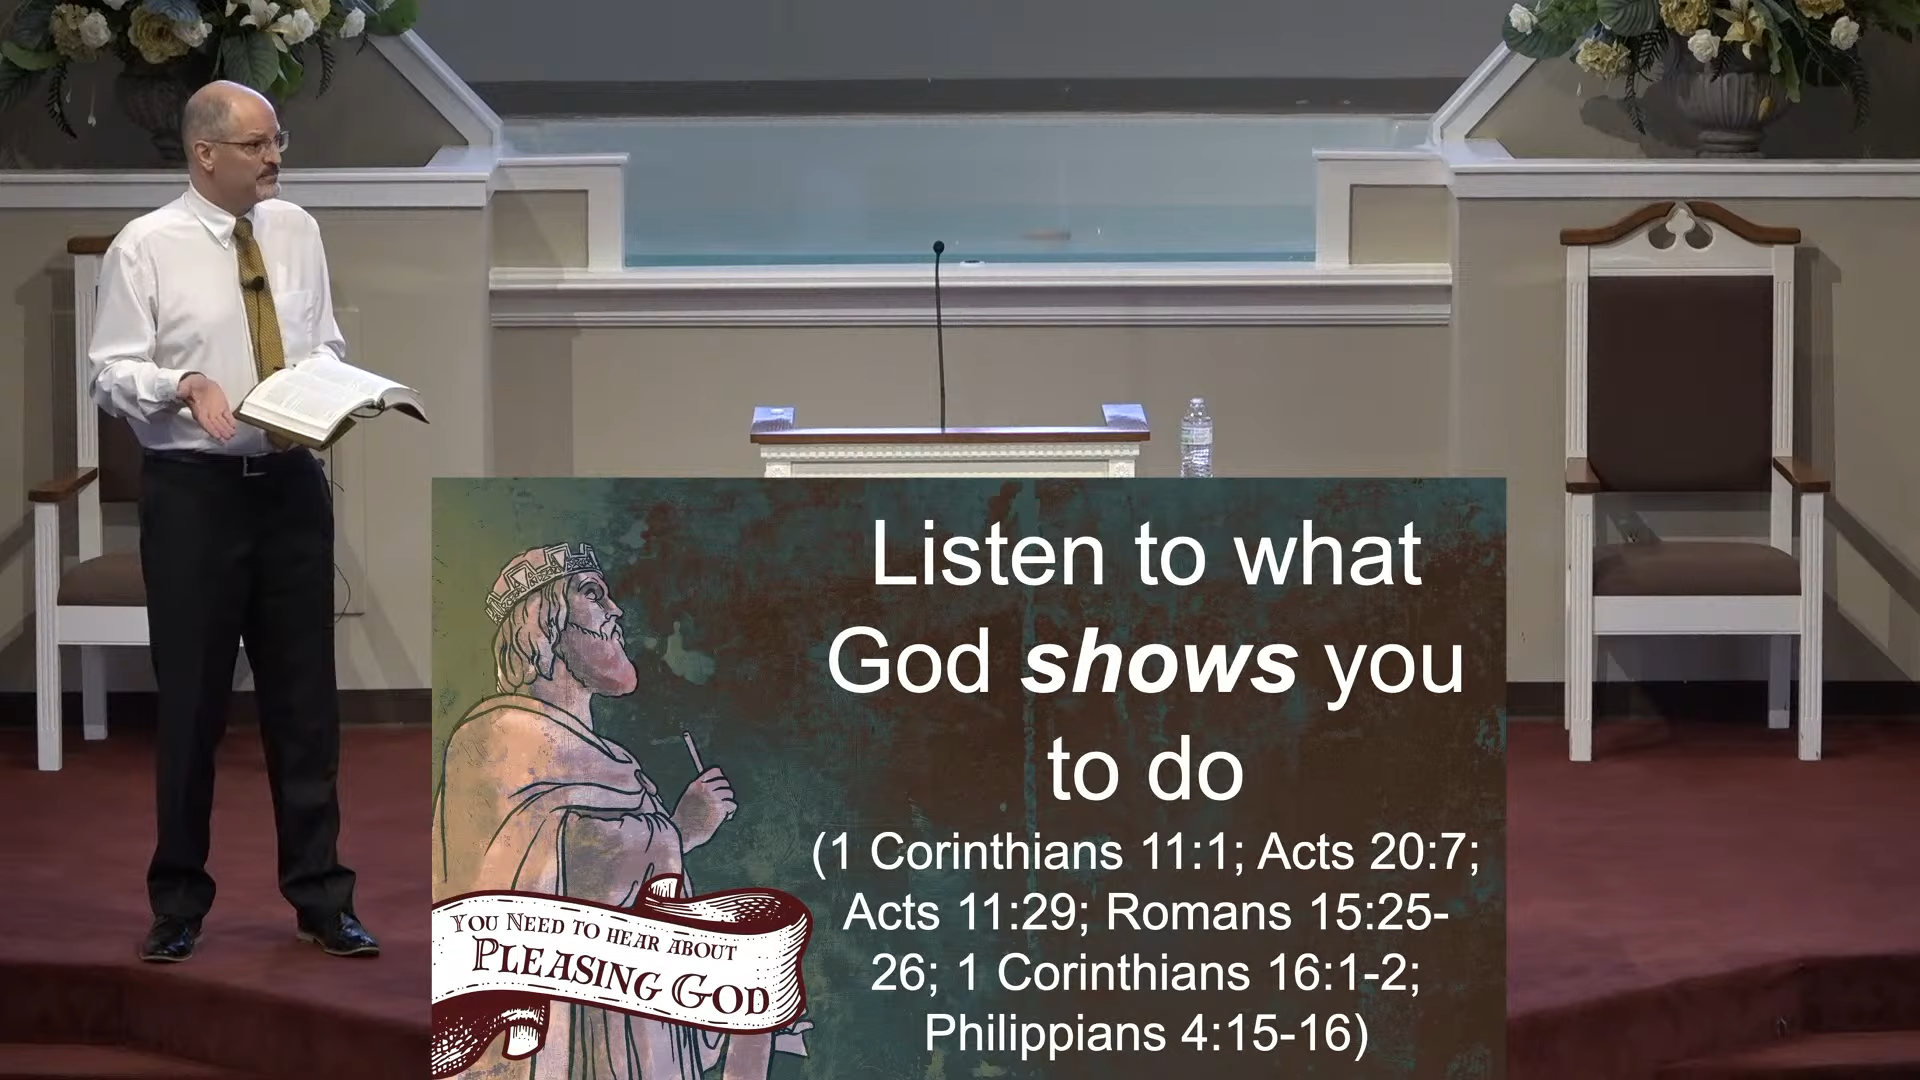 Listen to what
God shows you
to do
(1 Corinthians 11:1; Acts 20:7;
Acts 11:29; Romans 15:25-
26; 1 Corinthians 16:1-2;
Philippians 4:15-16)
You Need to hear about
Pleasing God